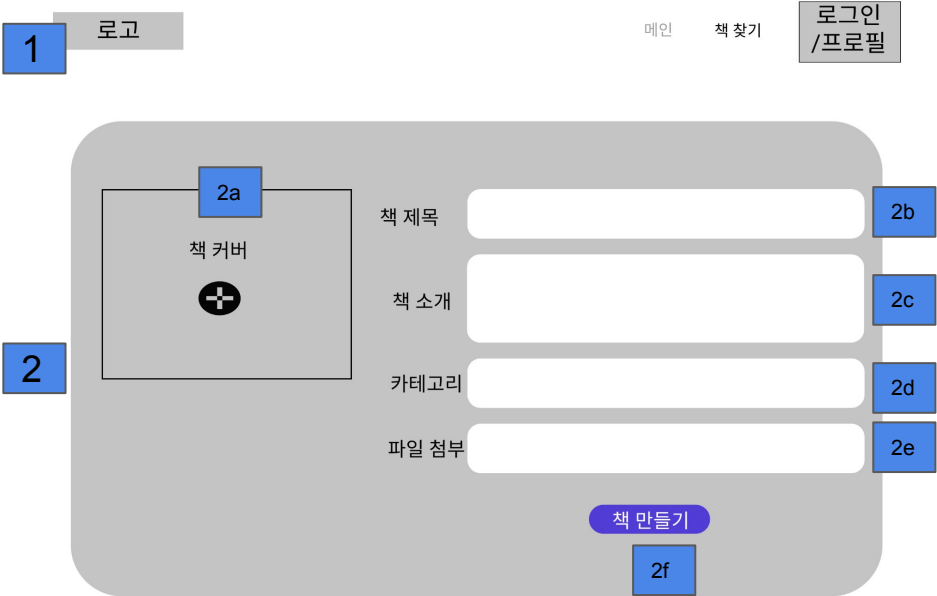 1
로고
메인
책 찾기
로그인
/프로필
2
2a
책 커버
책 제목
2b
책 소개
2c
카테고리
2d
파일 첨부
2e
책 만들기
2f